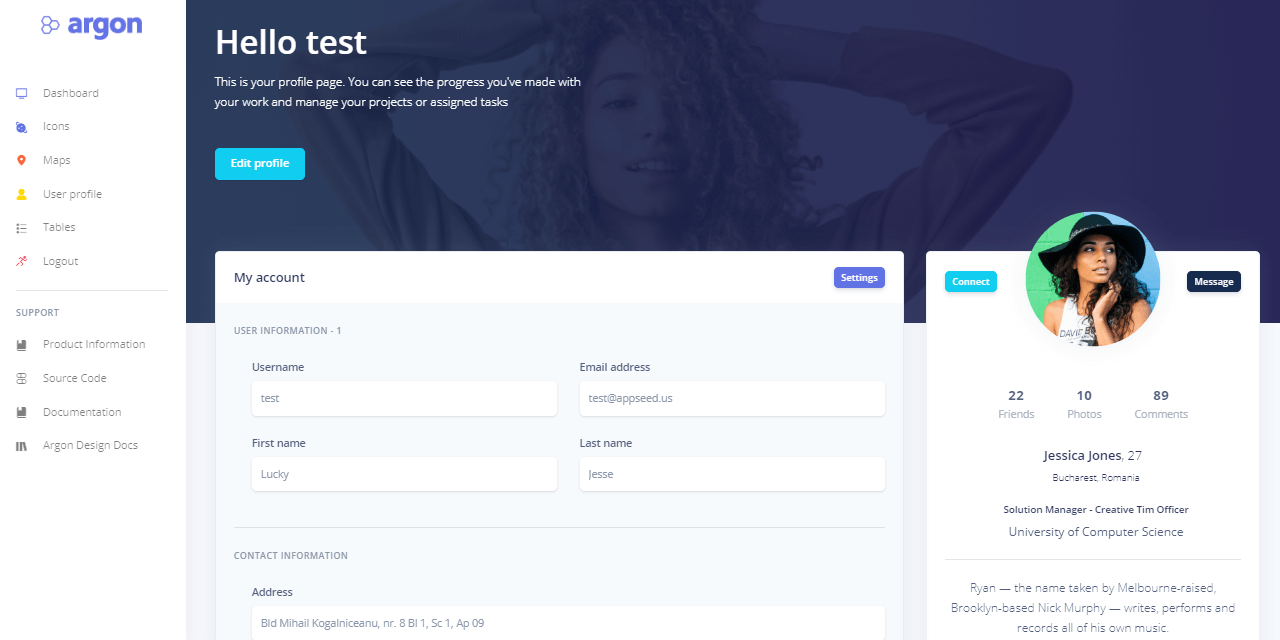 argon
Dashboard
Icons
Maps
User profile
Tables
Logout
SUPPORT
Product Information
Source Code
Documentation
Argon Design Docs
Hello test
This is your profile page. You can see the progress you've made with
your work and manage your projects or assigned tasks
Edit profile
My account
Settings
USER INFORMATION - 1
Username
Email address
test
test@appseed.us
First name
Last name
Lucky
Jesse
CONTACT INFORMATION
Address
Bld Mihail Kogalniceanu, nr. 8 Bl 1, Sc 1, Ap 09
Connect
Message
22
10
89
Friends
Photos
Comments
Jessica Jones, 27
Bucharest, Romania
Solution Manager - Creative Tim Officer
University of Computer Science
Ryan — the name taken by Melbourne-raised,
Brooklyn-based Nick Murphy — writes, performs and
records all of his own music.